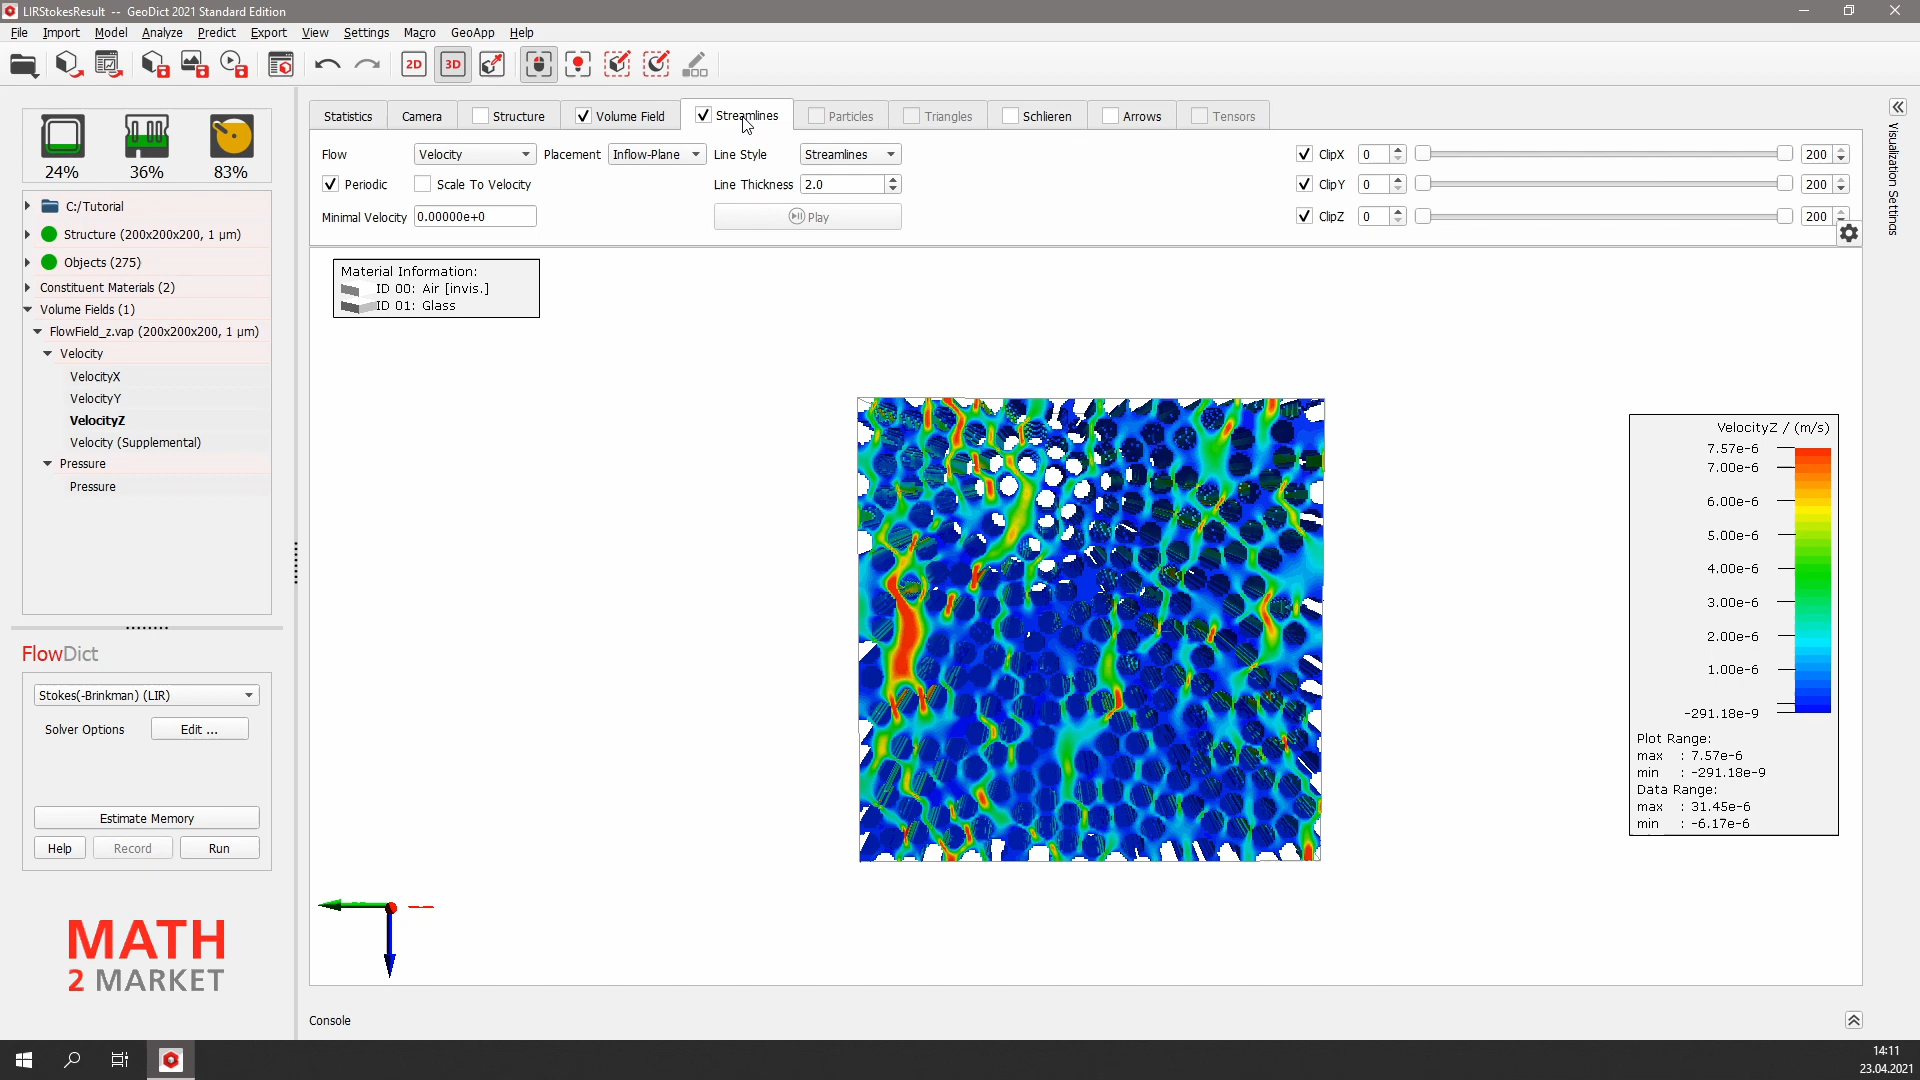 LIRStokesResult -- GeoDict 2021 Standard Edition
File Import Model Analyze Predict Export View Settings Macro GeoApp Help
2D 3D
24% 36% 83%
C:/Tutorial
Structure (200x200x200, 1 µm)
Objects (275)
Constituent Materials (2)
Volume Fields (1)
FlowField_z.vap (200x200x200, 1 µm)
Velocity
VelocityX
VelocityY
VelocityZ
Velocity (Supplemental)
Pressure
Pressure
FlowDict
Stokes(-Brinkman) (LIR)
Solver Options Edit ...
Estimate Memory
Help Record Run
MATH
2 MARKET
Statistics Camera Structure Volume Field Streamlines Particles Triangles Schlieren Arrows Tensors
Flow Velocity Placement Inflow-Plane Line Style Streamlines ClipX 0 200
Periodic Scale To Velocity Line Thickness 2.0 ClipY 0 200
Minimal Velocity 0.00000e+0 Play ClipZ 0 200
Visualization Settings
Material Information:
ID 00: Air [invis.]
ID 01: Glass
VelocityZ / (m/s)
7.57e-6
7.00e-6
6.00e-6
5.00e-6
4.00e-6
3.00e-6
2.00e-6
1.00e-6
-291.18e-9
Plot Range:
max : 7.57e-6
min : -291.18e-9
Data Range:
max : 31.45e-6
min : -6.17e-6
Console
14:11
23.04.2021